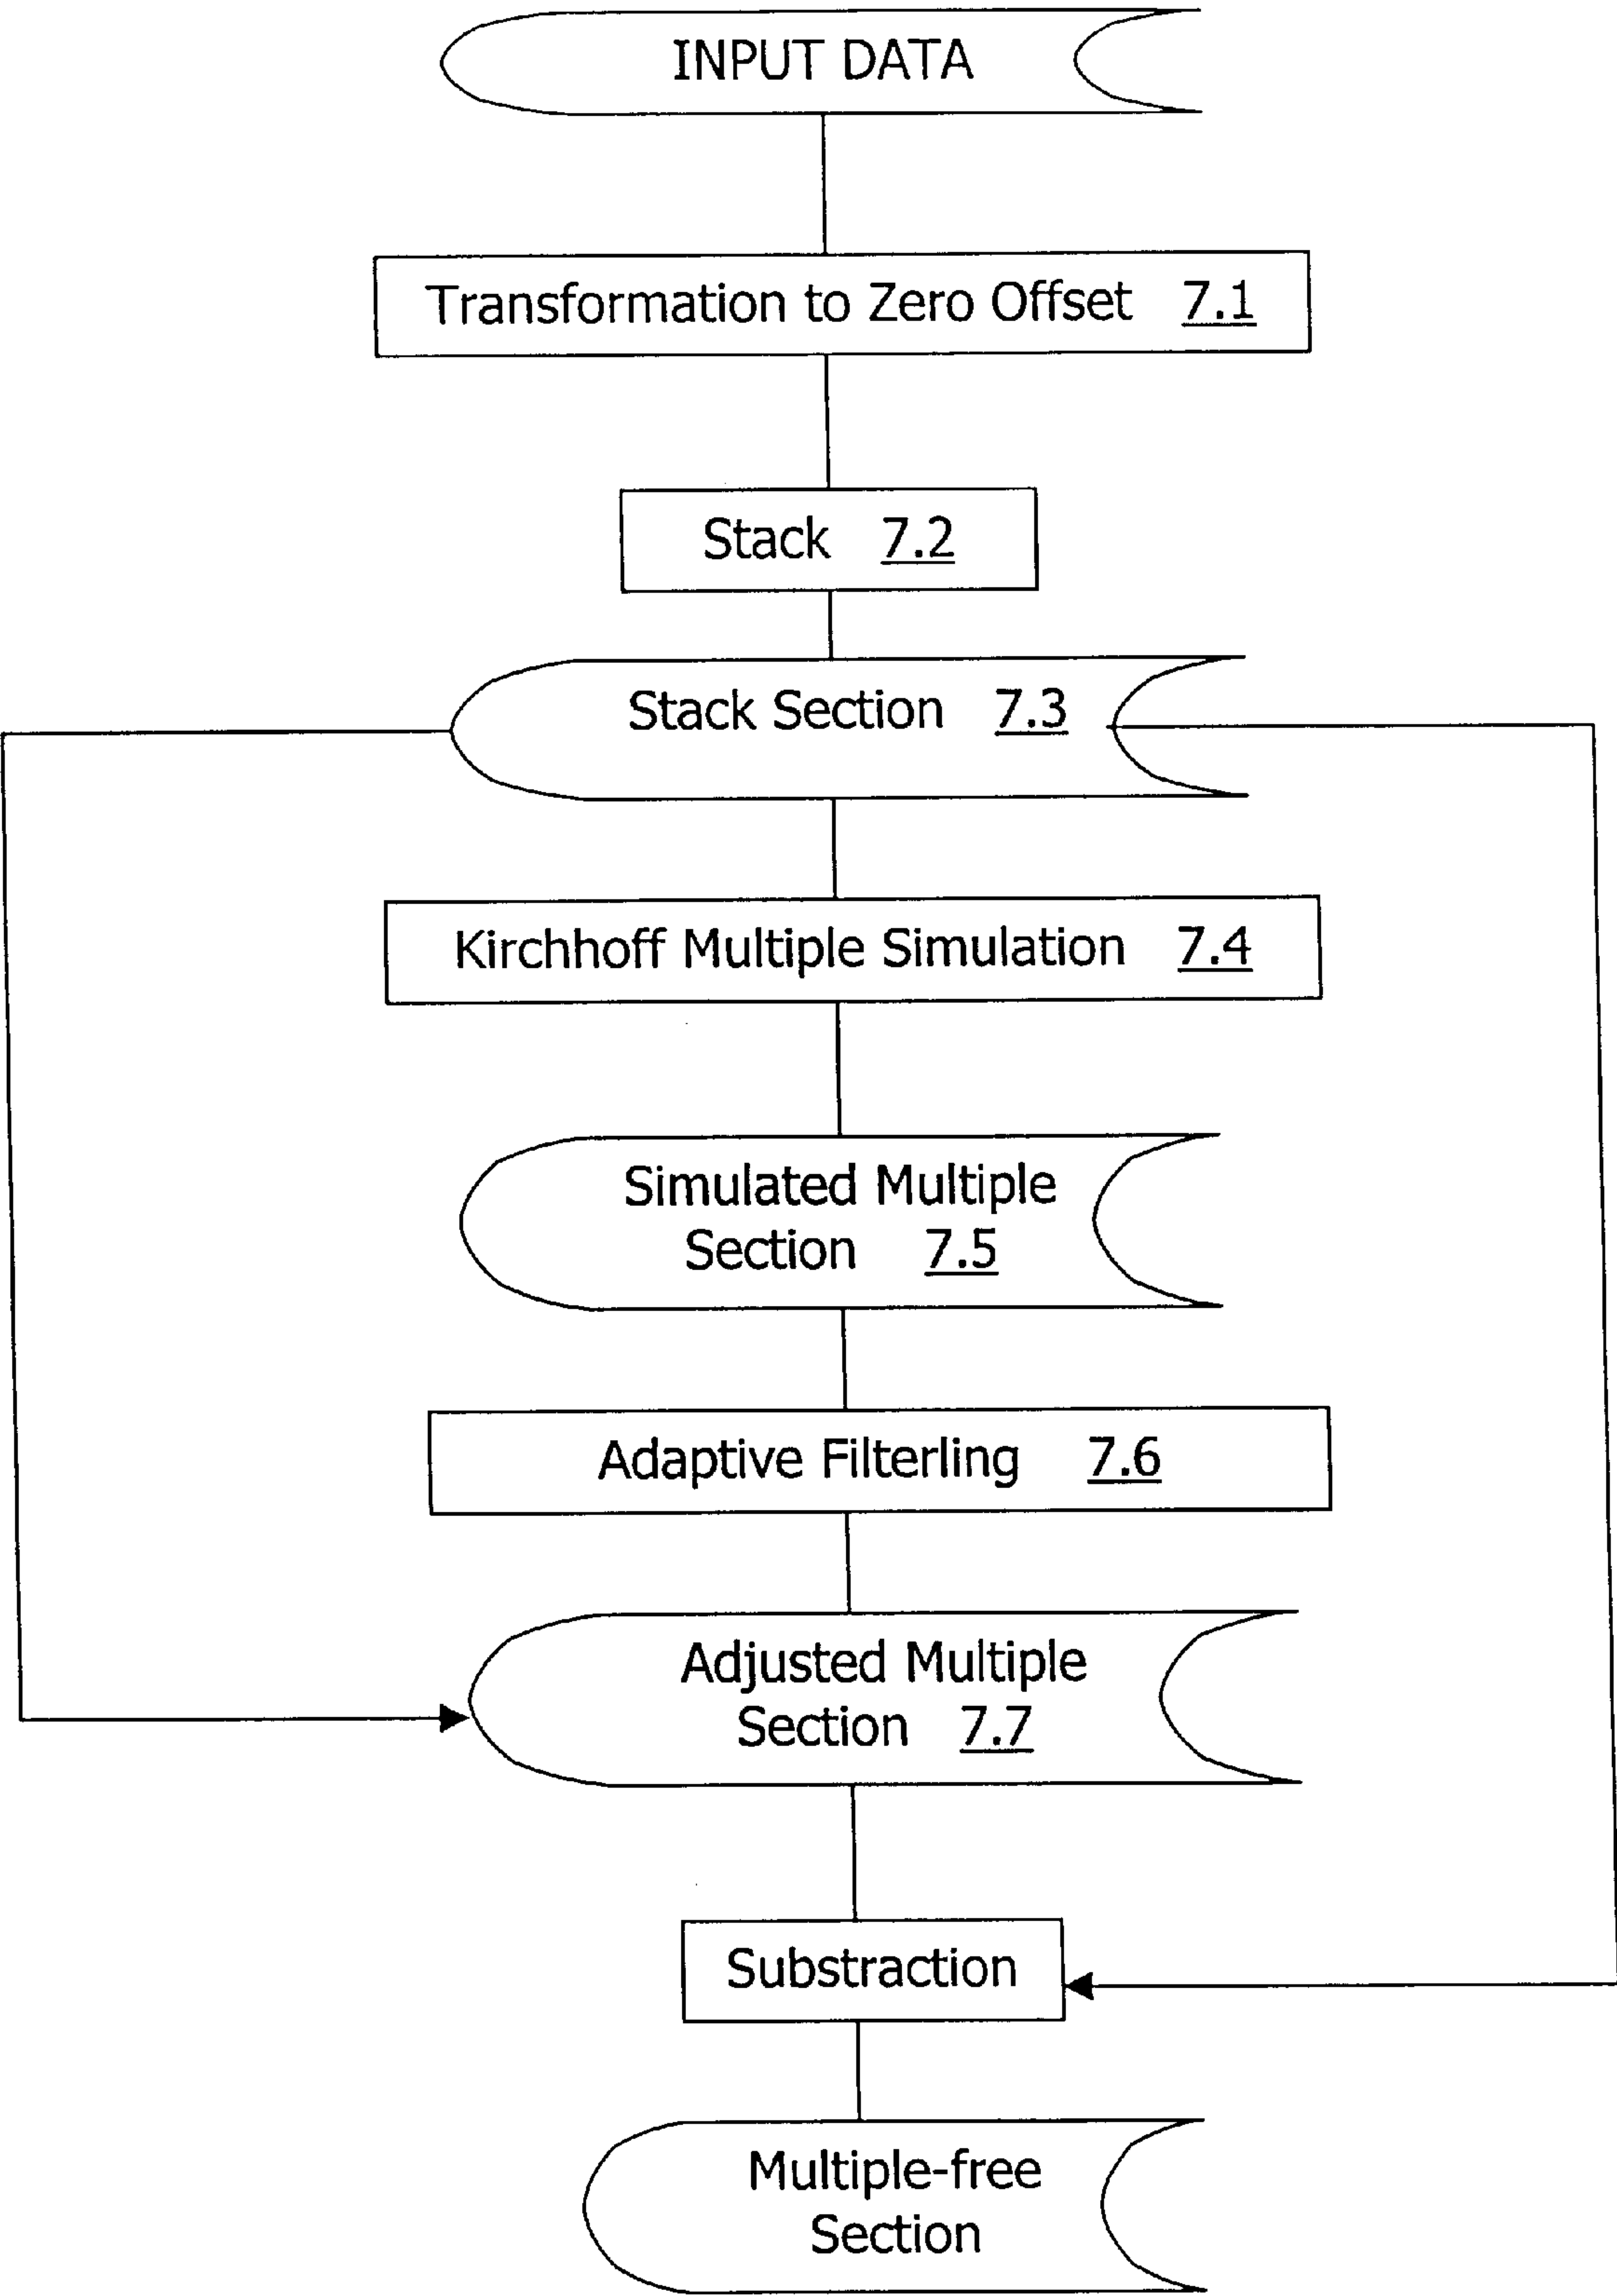 INPUT DATA
Transformation to Zero Offset 7.1
Stack 7.2
Stack Section 7.3
Kirchhoff Multiple Simulation 7.4
Simulated Multiple
Section 7.5
Adaptive Filterling 7.6
Adjusted Multiple
Section 7.7
Substraction
Multiple-free
Section